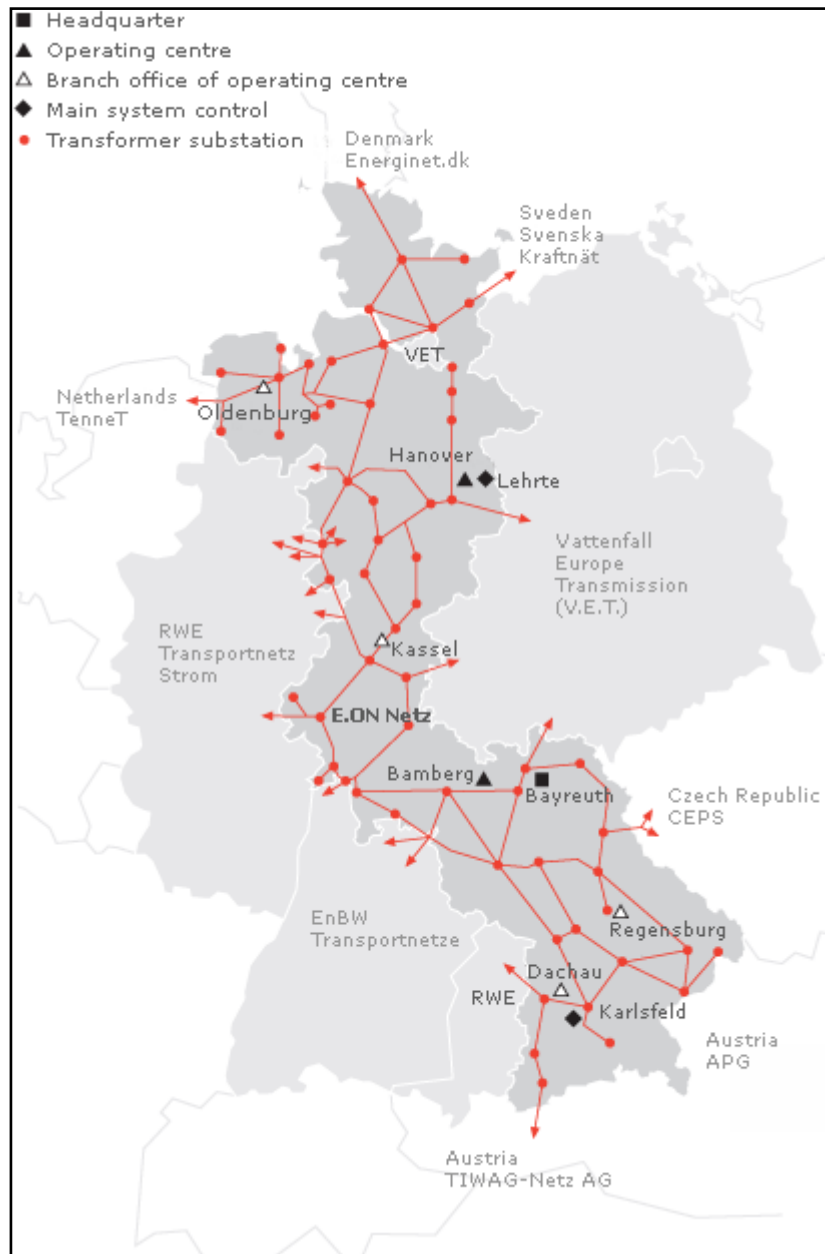 Headquarter
Operating centre
Branch office of operating centre
Main system control
Transformer substation
Denmark
Energinet.dk
Sveden
Svenska
Kraftnät
VET
Netherlands
TenneT
Oldenburg
Hanover
Lehrte
Vattenfall
Europe
Transmission
(V.E.T.)
RWE
Transportnetz
Strom
Kassel
E.ON Netz
Bamberg
Bayreuth
Czech Republic
CEPS
EnBW
Transportnetze
Regensburg
Dachau
RWE
Karlsfeld
Austria
APG
Austria
TIWAG-Netz AG